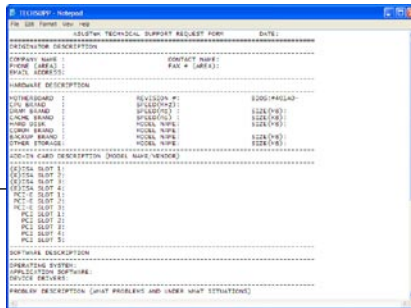 TECHSUPP - Notepad
File Edit Format View Help
ASUSTeK TECHNICAL SUPPORT REQUEST FORM DATE:
ORIGINATOR DESCRIPTION
COMPANY NAME : CONTACT NAME:
PHONE (AREA) : FAX # (AREA):
EMAIL ADDRESS:
HARDWARE DESCRIPTION
MOTHERBOARD : REVISION #:
CPU BRAND : SPEED(MHz):
DRAM BRAND : SPEED(NS) : SIZE(MB):
CACHE BRAND : SPEED(NS) : SIZE(KB):
HARD DISK : MODEL NAME: SIZE(MB):
CDROM BRAND : MODEL NAME: SIZE(MB):
BACKUP BRAND: MODEL NAME: SIZE(MB):
OTHER STORAGE: MODEL NAME: SIZE(MB):
ADD-IN CARD DESCRIPTION (MODEL NAME/VENDOR)
(E)ISA SLOT 1:
(E)ISA SLOT 2:
(E)ISA SLOT 3:
(E)ISA SLOT 4:
PCI-E SLOT 1:
PCI-E SLOT 2:
PCI-E SLOT 3:
PCI SLOT 1:
PCI SLOT 2:
PCI SLOT 3:
PCI SLOT 4:
PCI SLOT 5:
SOFTWARE DESCRIPTION
OPERATING SYSTEM:
APPLICATION SOFTWARE:
DEVICE DRIVERS:
PROBLEM DESCRIPTION (WHAT PROBLEMS AND UNDER WHAT SITUATIONS)